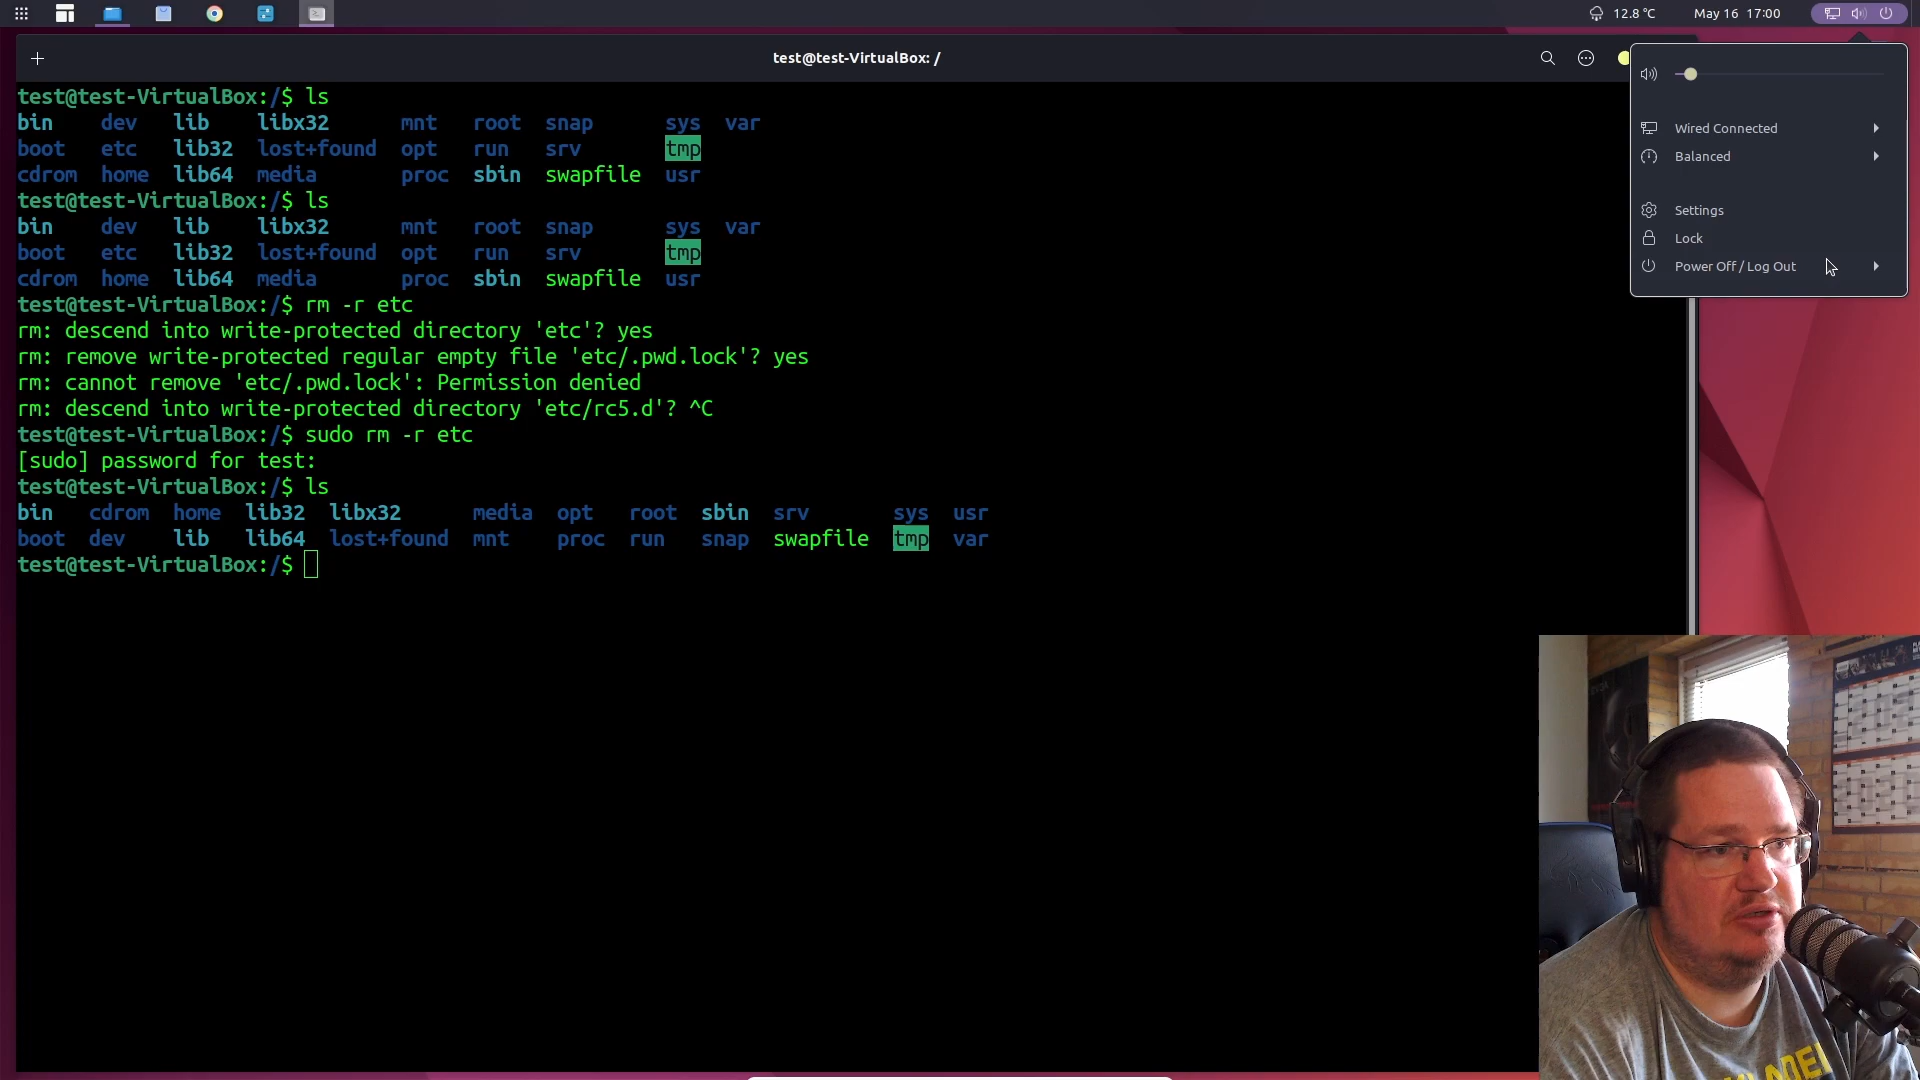 12.8 °C
May 16 17:00
test@test-VirtualBox: /
test@test-VirtualBox:/$ ls
bin dev lib libx32 mnt root snap sys var
boot etc lib32 lost+found opt run srv tmp
cdrom home lib64 media proc sbin swapfile usr
test@test-VirtualBox:/$ ls
bin dev lib libx32 mnt root snap sys var
boot etc lib32 lost+found opt run srv tmp
cdrom home lib64 media proc sbin swapfile usr
test@test-VirtualBox:/$ rm -r etc
rm: descend into write-protected directory 'etc'? yes
rm: remove write-protected regular empty file 'etc/.pwd.lock'? yes
rm: cannot remove 'etc/.pwd.lock': Permission denied
rm: descend into write-protected directory 'etc/rc5.d'? ^C
test@test-VirtualBox:/$ sudo rm -r etc
[sudo] password for test:
test@test-VirtualBox:/$ ls
bin cdrom home lib32 libx32 media opt root sbin srv sys usr
boot dev lib lib64 lost+found mnt proc run snap swapfile tmp var
test@test-VirtualBox:/$
Wired Connected
Balanced
Settings
Lock
Power Off / Log Out